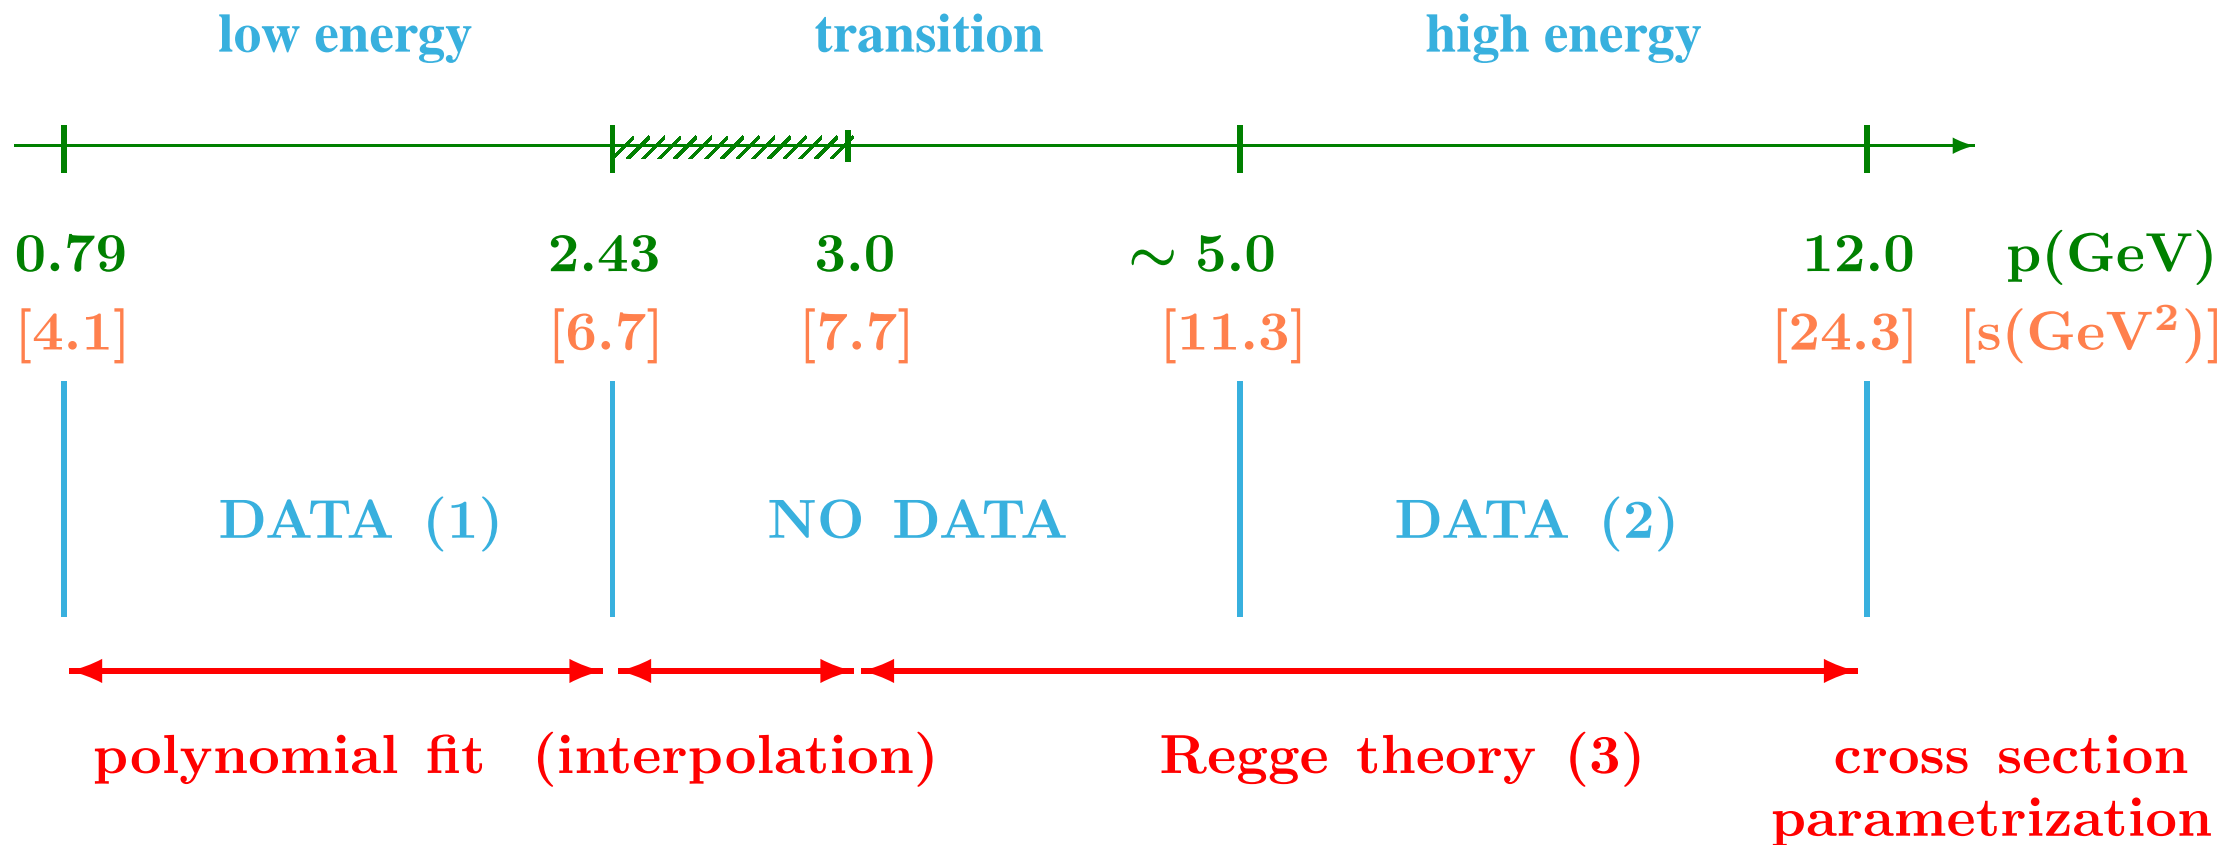 low energy transition high energy
0.79 2.43 3.0 ∼ 5.0 12.0 p(GeV)
[4.1] [6.7] [7.7] [11.3] [24.3] [s(GeV²)]
DATA (1) NO DATA DATA (2)
polynomial fit (interpolation) Regge theory (3) cross section
parametrization